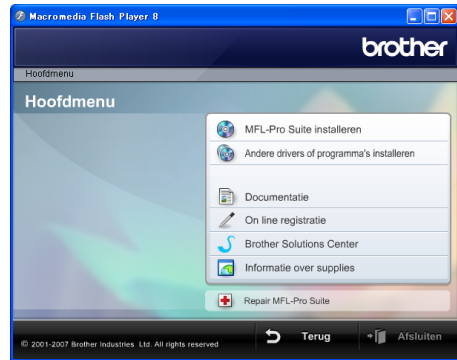 Macromedia Flash Player 8
brother
Hoofdmenu
Hoofdmenu
MFL-Pro Suite installeren
Andere drivers of programma's installeren
Documentatie
On line registratie
Brother Solutions Center
Informatie over supplies
Repair MFL-Pro Suite
© 2001-2007 Brother Industries Ltd. All rights reserved
Terug
Afsluiten